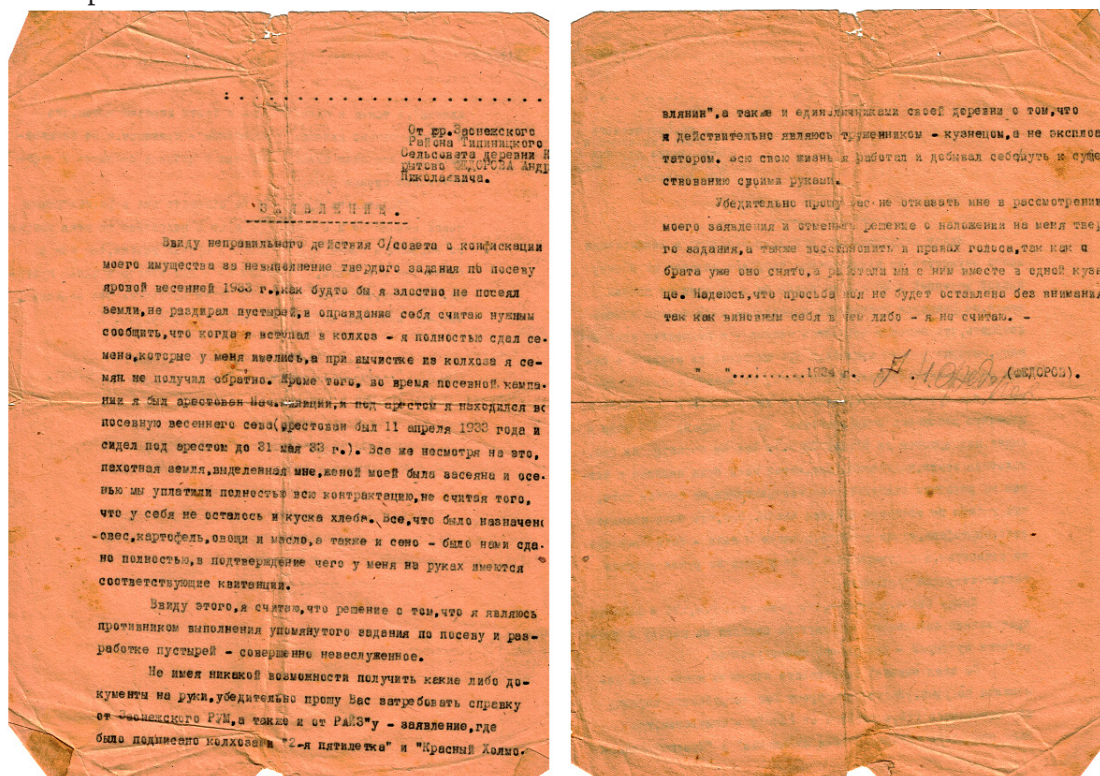 От гр.Заонежского
Района Типиницкого
Сельсовета деревни К
рытово ФЕДОРОВА Андр
Николаевича.
ЗАЯВЛЕНИЕ.
Ввиду неправильного действия С/совета о конфискации
моего имущества за невыполнение твердого задания по посеву
яровой весенней 1933 г.,как будто бы я злостно не посеял
земли,не раздирал пустырей,в оправдание себя считаю нужным
сообщить,что когда я вступал в колхоз - я полностью сдал се-
мена,которые у меня имелись,а при вычистке из колхоза я се-
мян не получил обратно. Кроме того, во время посевной кампа-
нии я был арестован Нач.милиции,и под арестом я находился вс
посевную весеннего сева(арестован был 11 апреля 1933 года и
сидел под арестом до 31 мая 33 г.). Все же несмотря на это,
пахотная земля,выделенная мне,женой моей была засеяна и осе-
нью мы уплатили полностью всю контрактацию,не считая того,
что у себя не осталось и куска хлеба. Все,что было назначено
овес,картофель,овощи и масло,а также и сено - было нами сда-
но полностью,в подтверждение чего у меня на руках имеются
соответствующие квитанции.
Ввиду этого,я считаю,что решение о том,что я являюсь
противником выполнения упомянутого задания по посеву и раз-
работке пустырей - совершенно незаслуженное.
Не имея никакой возможности получить какие либо до-
кументы на руки,убедительно прошу Вас затребовать справку
от Заонежского РУМ,а также и от РАЙЗ"у - заявление,где
было подписано колхозами "2-я пятилетка" и "Красный Холмо-
влянин",а также и единоличниками своей деревни о том,что
я действительно являюсь труженником - кузнецом,а не эксплоа
татором. Всю свою жизнь я работал и добывал себе путь к суще
ствованию своими руками.
Убедительно прошу Вас не отказать мне в рассмотрении
моего заявления и отменить решение о наложении на меня твер
го задания,а также восстановить в правах голоса,так как с
брата уже оно снято,а работали мы с ним вместе в одной кузн
це. Надеюсь,что просьба моя не будет оставлено без внимания
так как виновным себя в чем либо - я не считаю. -
" "..........1934 г. (ФЕДОРОВ).